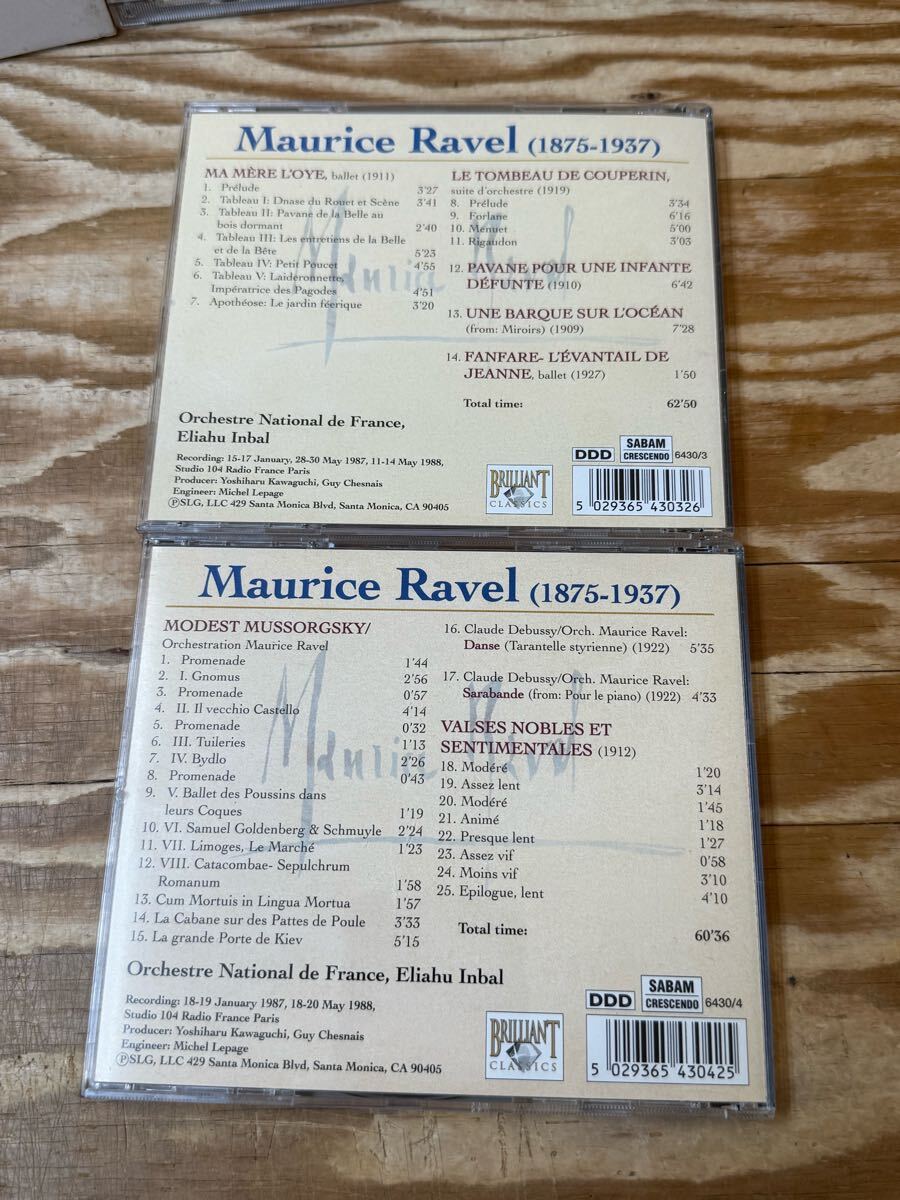 Maurice Ravel (1875-1937)
MA MÈRE L'OYE, ballet (1911)
1. Prélude 3'27
2. Tableau I: Dnase du Rouet et Scène 3'41
3. Tableau II: Pavane de la Belle au
bois dormant 2'40
4. Tableau III: Les entretiens de la Belle
et de la Bête 5'23
5. Tableau IV: Petit Poucet 4'55
6. Tableau V: Laideronnette,
Impératrice des Pagodes 4'51
7. Apothéose: Le jardin féerique 3'20
LE TOMBEAU DE COUPERIN,
suite d'orchestre (1919)
8. Prélude 3'34
9. Forlane 6'16
10. Menuet 5'00
11. Rigaudon 3'03
12. PAVANE POUR UNE INFANTE
DÉFUNTE (1910) 6'42
13. UNE BARQUE SUR L'OCÉAN
(from: Miroirs) (1909) 7'28
14. FANFARE- L'ÉVANTAIL DE
JEANNE, ballet (1927) 1'50
Total time: 62'50
Maurice Ravel
Orchestre National de France,
Eliahu Inbal
Recording: 15-17 January, 28-30 May 1987, 11-14 May 1988,
Studio 104 Radio France Paris
Producer: Yoshiharu Kawaguchi, Guy Chesnais
Engineer: Michel Lepage
ⓅSLG, LLC 429 Santa Monica Blvd, Santa Monica, CA 90405
BRILLIANT
CLASSICS
DDD
SABAM
CRESCENDO
6430/3
5 029365 430326
Maurice Ravel (1875-1937)
MODEST MUSSORGSKY/
Orchestration Maurice Ravel
1. Promenade 1'44
2. I. Gnomus 2'56
3. Promenade 0'57
4. II. Il vecchio Castello 4'14
5. Promenade 0'32
6. III. Tuileries 1'13
7. IV. Bydlo 2'26
8. Promenade 0'43
9. V. Ballet des Poussins dans
leurs Coques 1'19
10. VI. Samuel Goldenberg & Schmuyle 2'24
11. VII. Limoges, Le Marché 1'23
12. VIII. Catacombae- Sepulchrum
Romanum 1'58
13. Cum Mortuis in Lingua Mortua 1'57
14. La Cabane sur des Pattes de Poule 3'33
15. La grande Porte de Kiev 5'15
16. Claude Debussy/Orch. Maurice Ravel:
Danse (Tarantelle styrienne) (1922) 5'35
17. Claude Debussy/Orch. Maurice Ravel:
Sarabande (from: Pour le piano) (1922) 4'33
VALSES NOBLES ET
SENTIMENTALES (1912)
18. Modéré 1'20
19. Assez lent 3'14
20. Modéré 1'45
21. Animé 1'18
22. Presque lent 1'27
23. Assez vif 0'58
24. Moins vif 3'10
25. Epilogue, lent 4'10
Total time: 60'36
Maurice Ravel
Orchestre National de France, Eliahu Inbal
Recording: 18-19 January 1987, 18-20 May 1988,
Studio 104 Radio France Paris
Producer: Yoshiharu Kawaguchi, Guy Chesnais
Engineer: Michel Lepage
ⓅSLG, LLC 429 Santa Monica Blvd, Santa Monica, CA 90405
BRILLIANT
CLASSICS
DDD
SABAM
CRESCENDO
6430/4
5 029365 430425